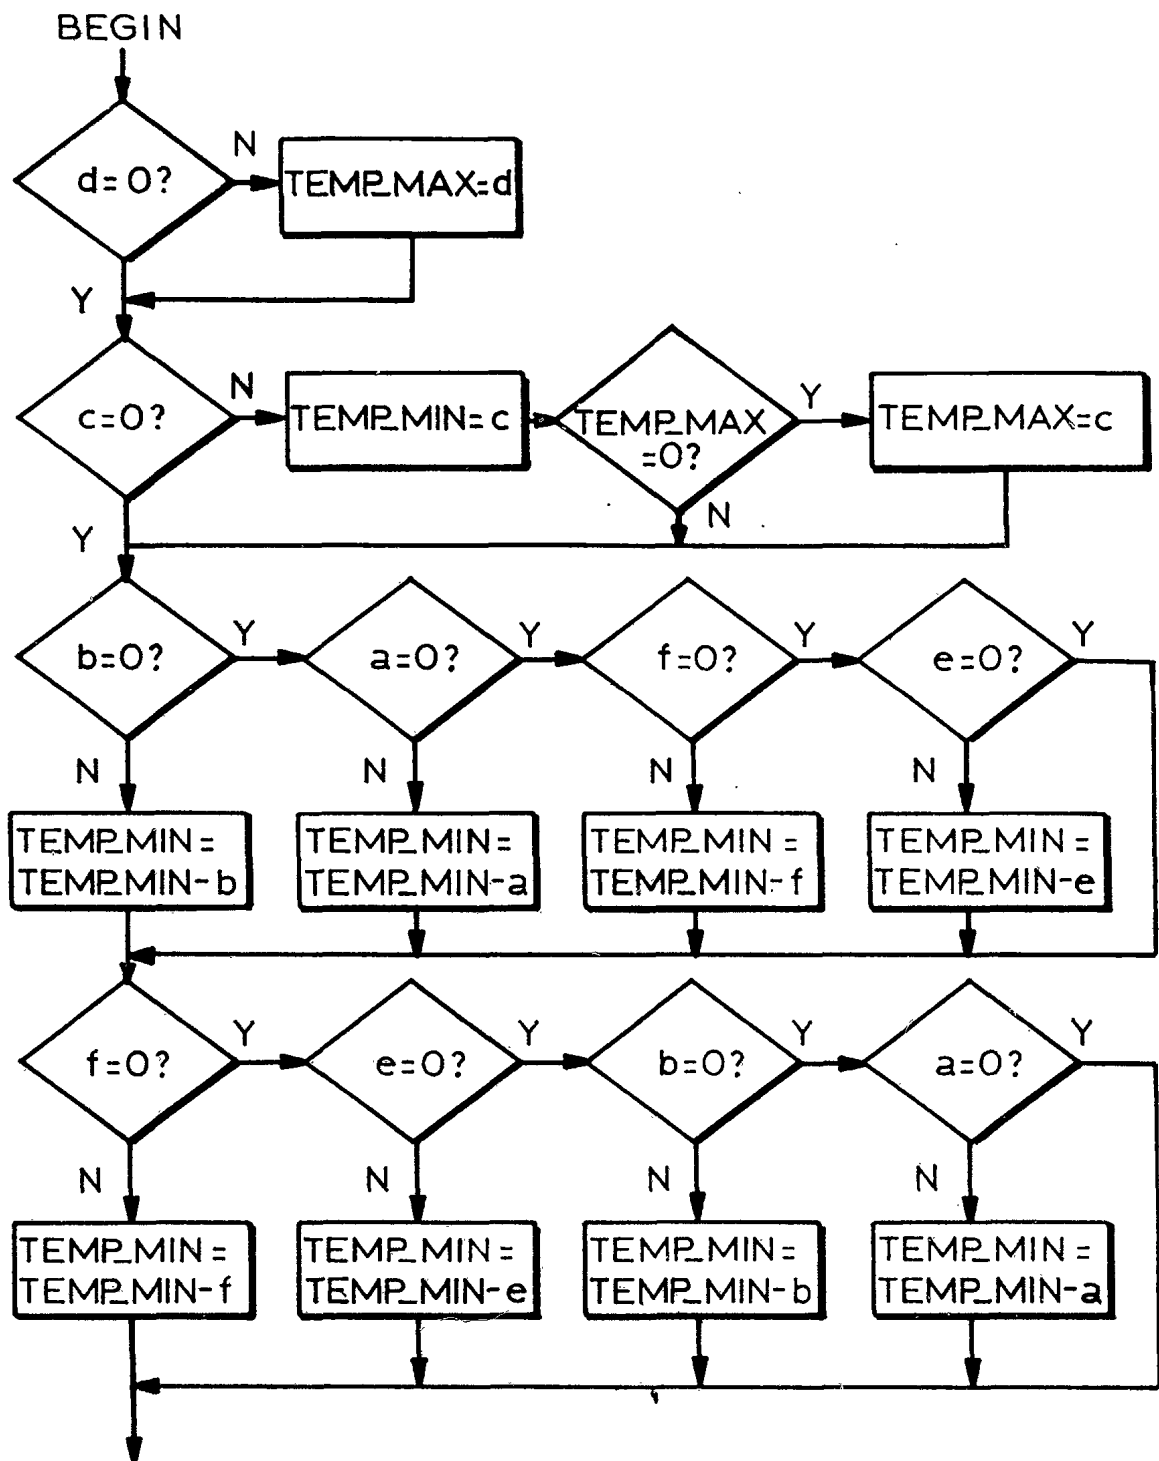 BEGIN
d=0?
N
TEMP_MAX=d
Y
c=0?
N
TEMP_MIN=c
TEMP_MAX
=0?
Y
TEMP_MAX=c
N
Y
b=0?
Y
a=0?
Y
f=0?
Y
e=0?
Y
N
N
N
N
TEMP_MIN=
TEMP_MIN-b
TEMP_MIN=
TEMP_MIN-a
TEMP_MIN=
TEMP_MIN-f
TEMP_MIN=
TEMP_MIN-e
f=0?
Y
e=0?
Y
b=0?
Y
a=0?
Y
N
N
N
N
TEMP_MIN=
TEMP_MIN-f
TEMP_MIN=
TEMP_MIN-e
TEMP_MIN=
TEMP_MIN-b
TEMP_MIN=
TEMP_MIN-a